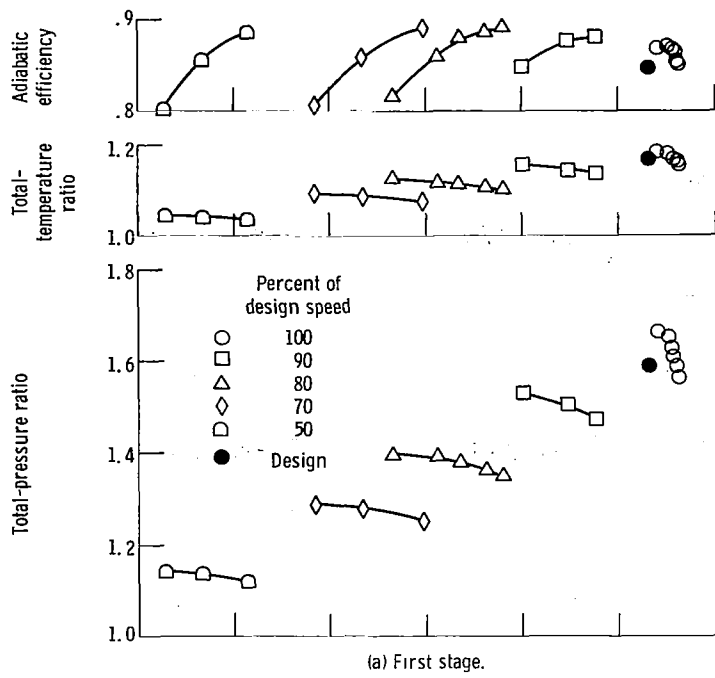 Adiabatic
efficiency
.9
.8
Total-
temperature
ratio
1.2
1.0
Total-pressure ratio
1.8
1.6
1.4
1.2
1.0
Percent of
design speed
100
90
80
70
50
Design
(a) First stage.